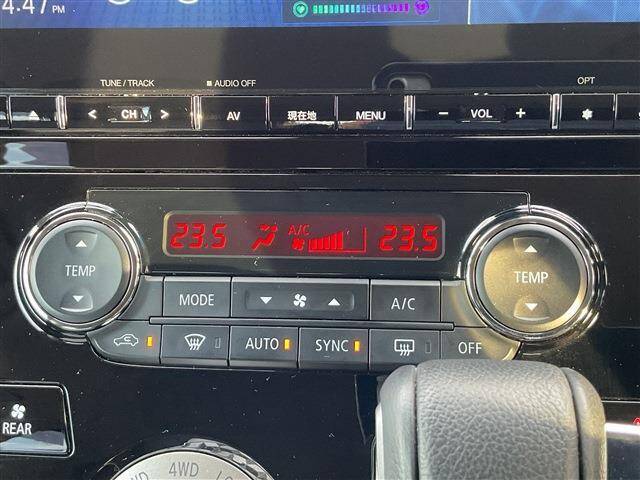 4:47 PM
TUNE / TRACK AUDIO OFF OPT
CH AV 現在地 MENU VOL
23.5 A/C 23.5
TEMP TEMP
MODE A/C
AUTO SYNC OFF
REAR
4WD